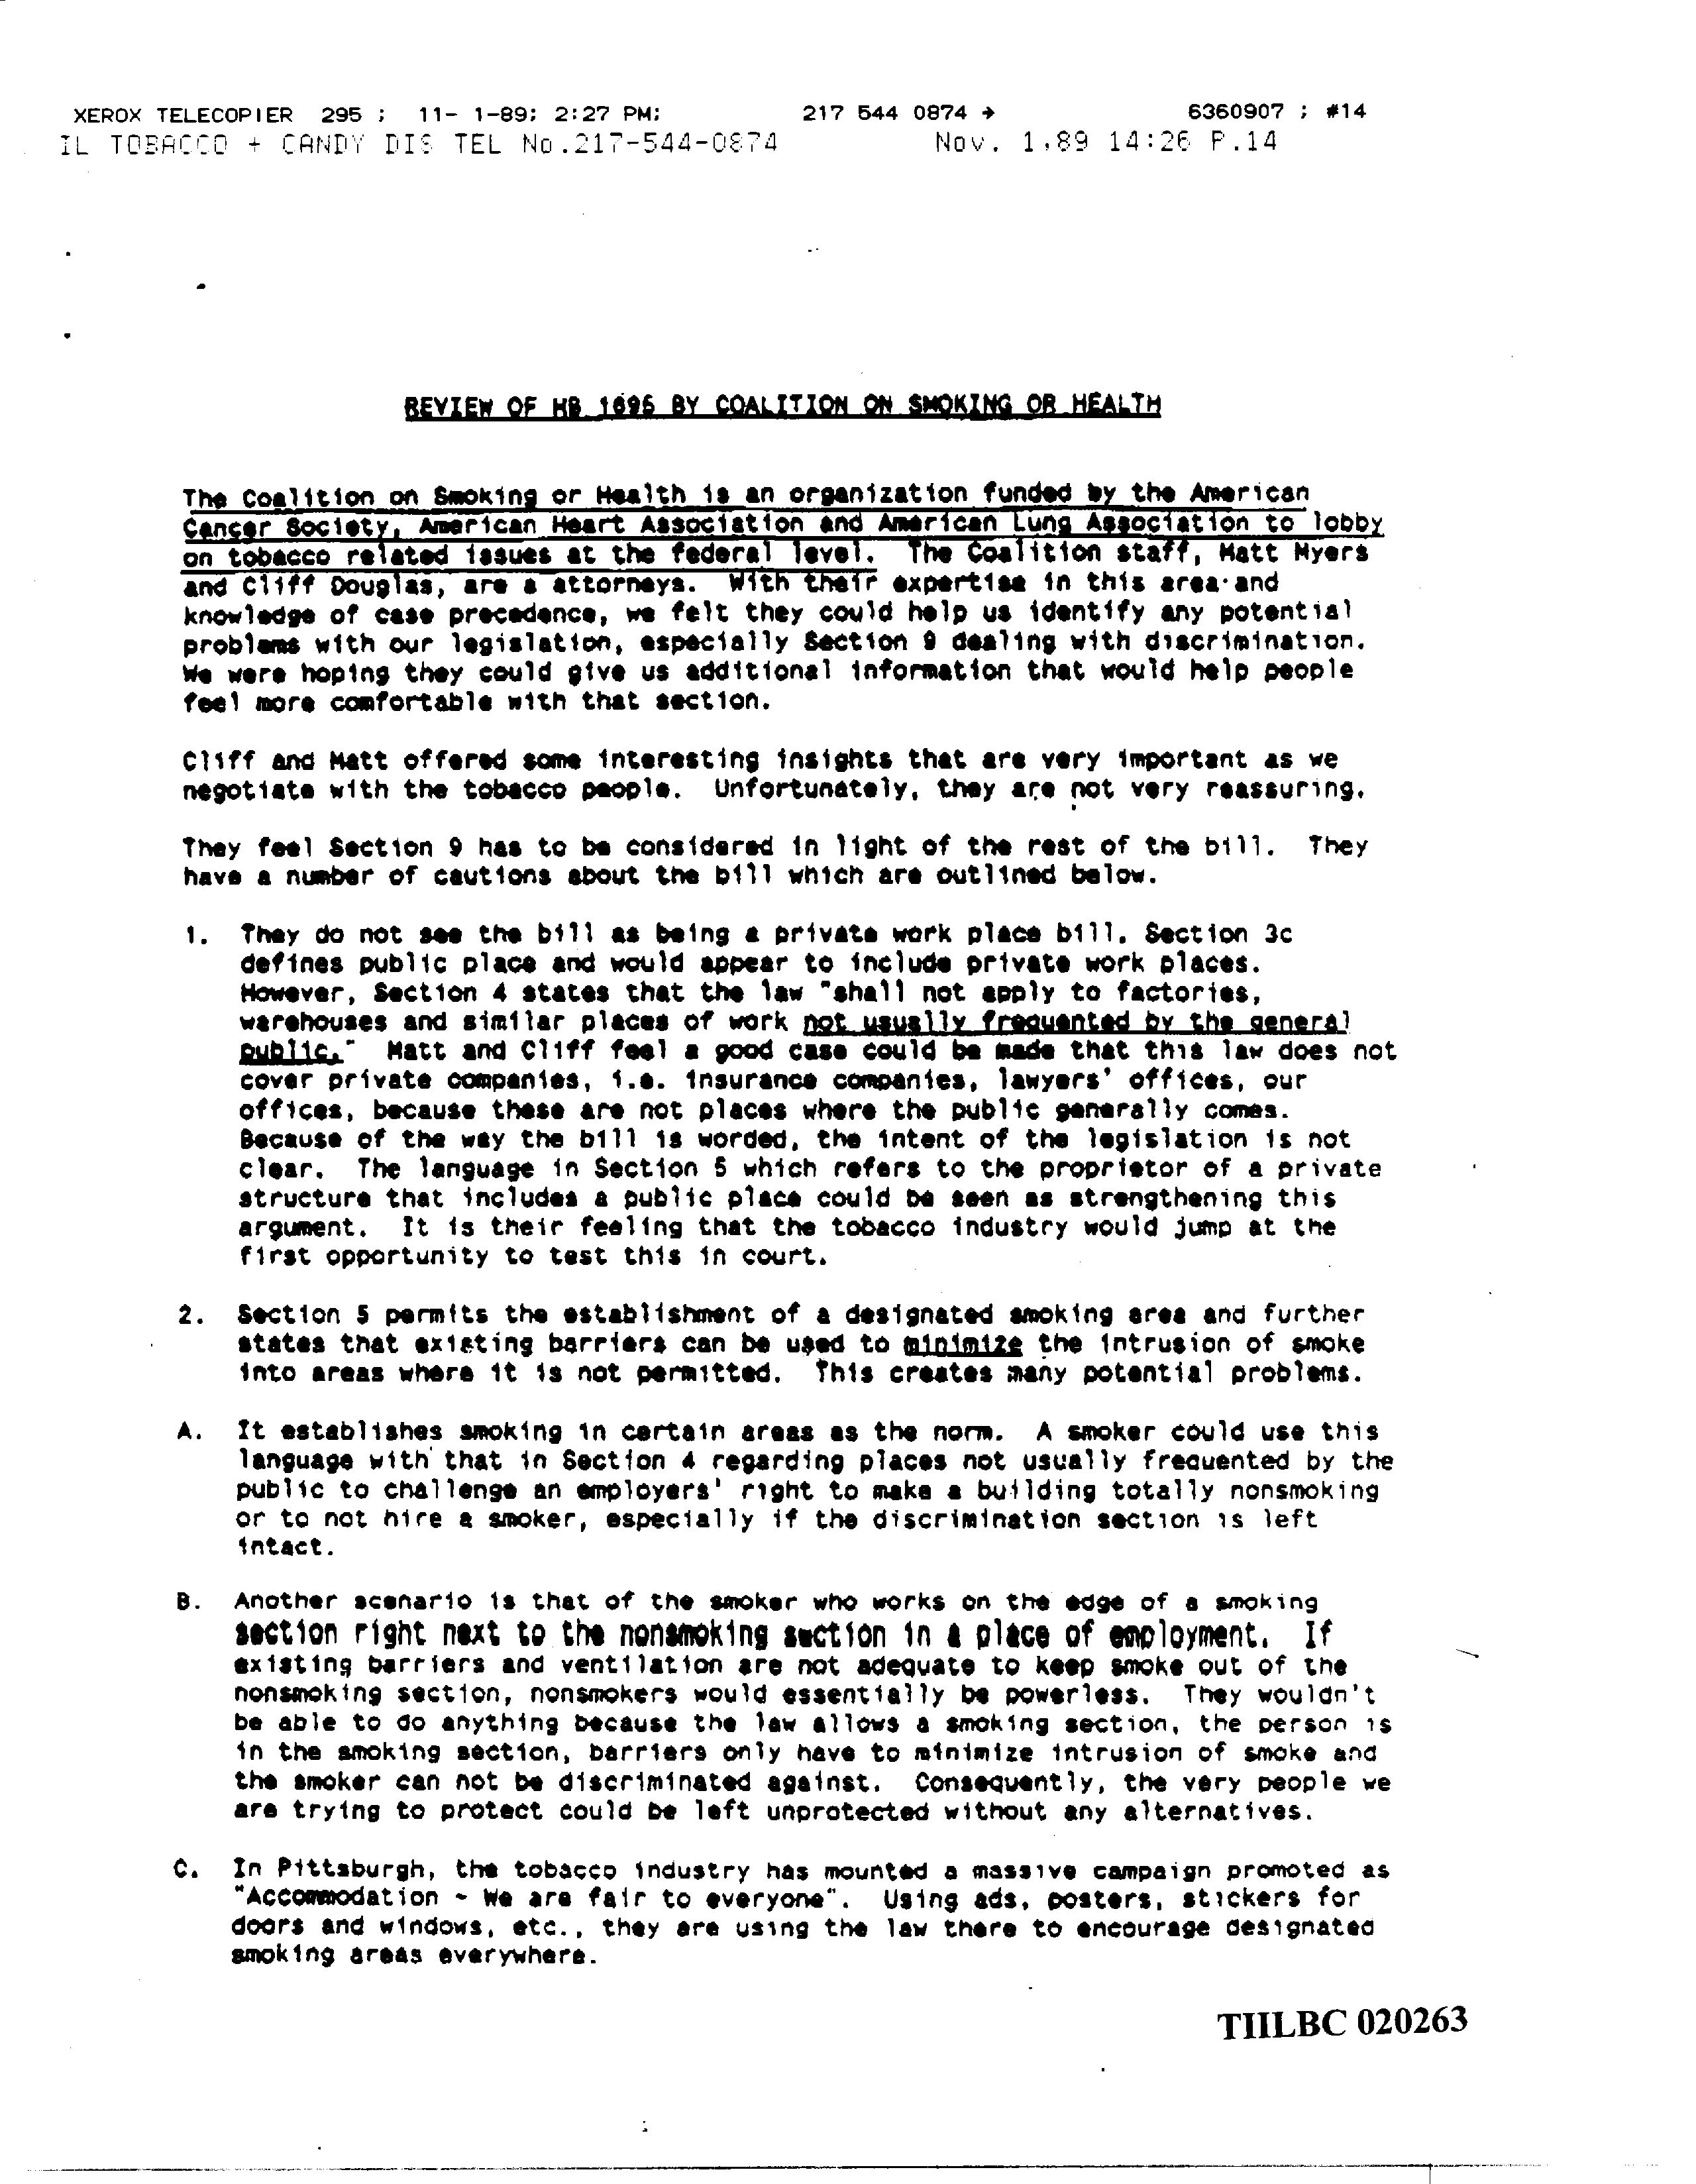 XEROX TELECOPIER 295 ; 11- 1-89; 2:27 PM; 217 544 0874 → 6360907 ; #14
IL TOBACCO + CANDY DIS TEL No.217-544-0874 Nov. 1,89 14:26 P.14
REVIEW OF HB 1695 BY COALITION ON SMOKING OR HEALTH
The Coalition on Smoking or Health is an organization funded by the American
Cancer Society, American Heart Association and American Lung Association to lobby
on tobacco related issues at the federal level. The Coalition staff, Matt Myers
and Cliff Douglas, are a attorneys. With their expertise in this area and
knowledge of case precedence, we felt they could help us identify any potential
problems with our legislation, especially Section 9 dealing with discrimination.
We were hoping they could give us additional information that would help people
feel more comfortable with that section.
Cliff and Matt offered some interesting insights that are very important as we
negotiate with the tobacco people. Unfortunately, they are not very reassuring.
They feel Section 9 has to be considered in light of the rest of the bill. They
have a number of cautions about the bill which are outlined below.
1. They do not see the bill as being a private work place bill. Section 3c
defines public place and would appear to include private work places.
However, Section 4 states that the law "shall not apply to factories,
warehouses and similar places of work not usually frequented by the general
public." Matt and Cliff feel a good case could be made that this law does not
cover private companies, i.e. insurance companies, lawyers' offices, our
offices, because these are not places where the public generally comes.
Because of the way the bill is worded, the intent of the legislation is not
clear. The language in Section 5 which refers to the proprietor of a private
structure that includes a public place could be seen as strengthening this
argument. It is their feeling that the tobacco industry would jump at the
first opportunity to test this in court.
2. Section 5 permits the establishment of a designated smoking area and further
states that existing barriers can be used to minimize the intrusion of smoke
into areas where it is not permitted. This creates many potential problems.
A. It establishes smoking in certain areas as the norm. A smoker could use this
language with that in Section 4 regarding places not usually frequented by the
public to challenge an employers' right to make a building totally nonsmoking
or to not hire a smoker, especially if the discrimination section is left
intact.
B. Another scenario is that of the smoker who works on the edge of a smoking
section right next to the nonsmoking section in a place of employment. If
existing barriers and ventilation are not adequate to keep smoke out of the
nonsmoking section, nonsmokers would essentially be powerless. They wouldn't
be able to do anything because the law allows a smoking section, the person is
in the smoking section, barriers only have to minimize intrusion of smoke and
the smoker can not be discriminated against. Consequently, the very people we
are trying to protect could be left unprotected without any alternatives.
C. In Pittsburgh, the tobacco industry has mounted a massive campaign promoted as
"Accommodation - We are fair to everyone". Using ads, posters, stickers for
doors and windows, etc., they are using the law there to encourage designated
smoking areas everywhere.
TIILBC 020263